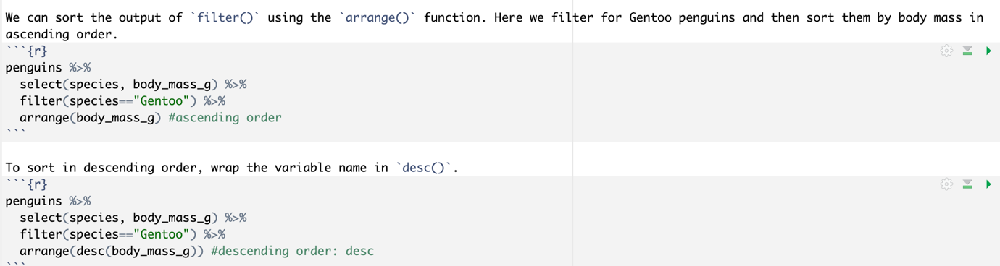 We can sort the output of `filter()` using the `arrange()` function. Here we filter for Gentoo penguins and then sort them by body mass in
ascending order.
```{r}
penguins %>%
  select(species, body_mass_g) %>%
  filter(species=="Gentoo") %>%
  arrange(body_mass_g) #ascending order
```
To sort in descending order, wrap the variable name in `desc()`.
```{r}
penguins %>%
  select(species, body_mass_g) %>%
  filter(species=="Gentoo") %>%
  arrange(desc(body_mass_g)) #descending order: desc
```